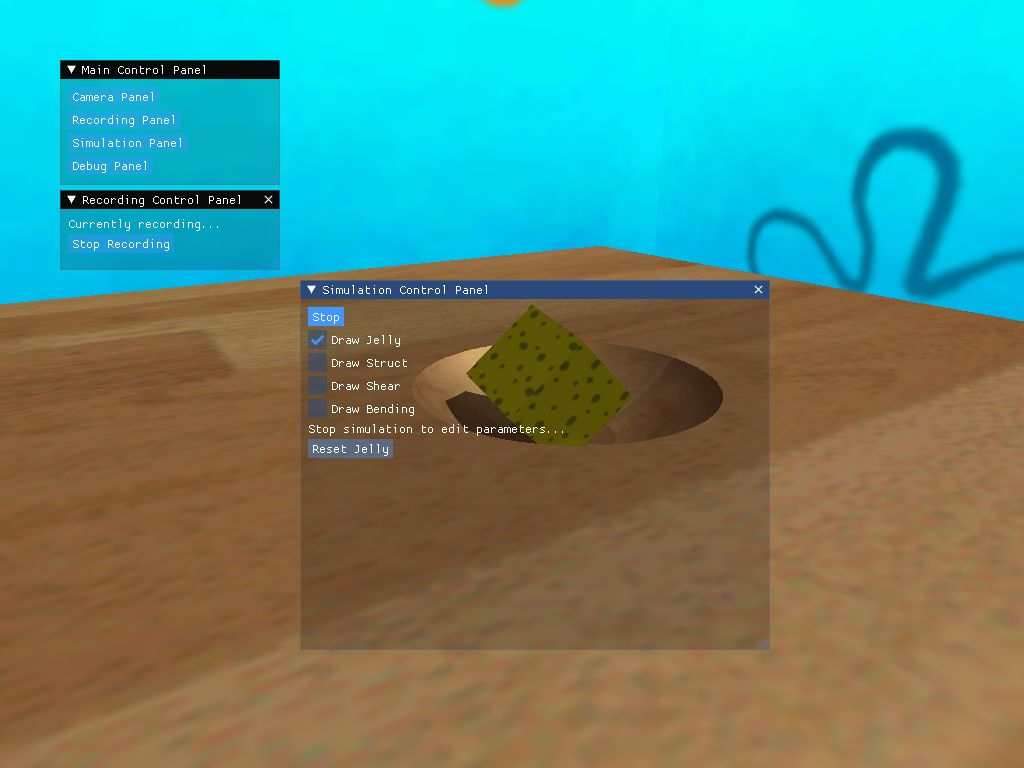 Main Control Panel
Camera Panel
Recording Panel
Simulation Panel
Debug Panel
Recording Control Panel
Currently recording...
Stop Recording
Simulation Control Panel
Stop
Draw Jelly
Draw Struct
Draw Shear
Draw Bending
Stop simulation to edit parameters...
Reset Jelly